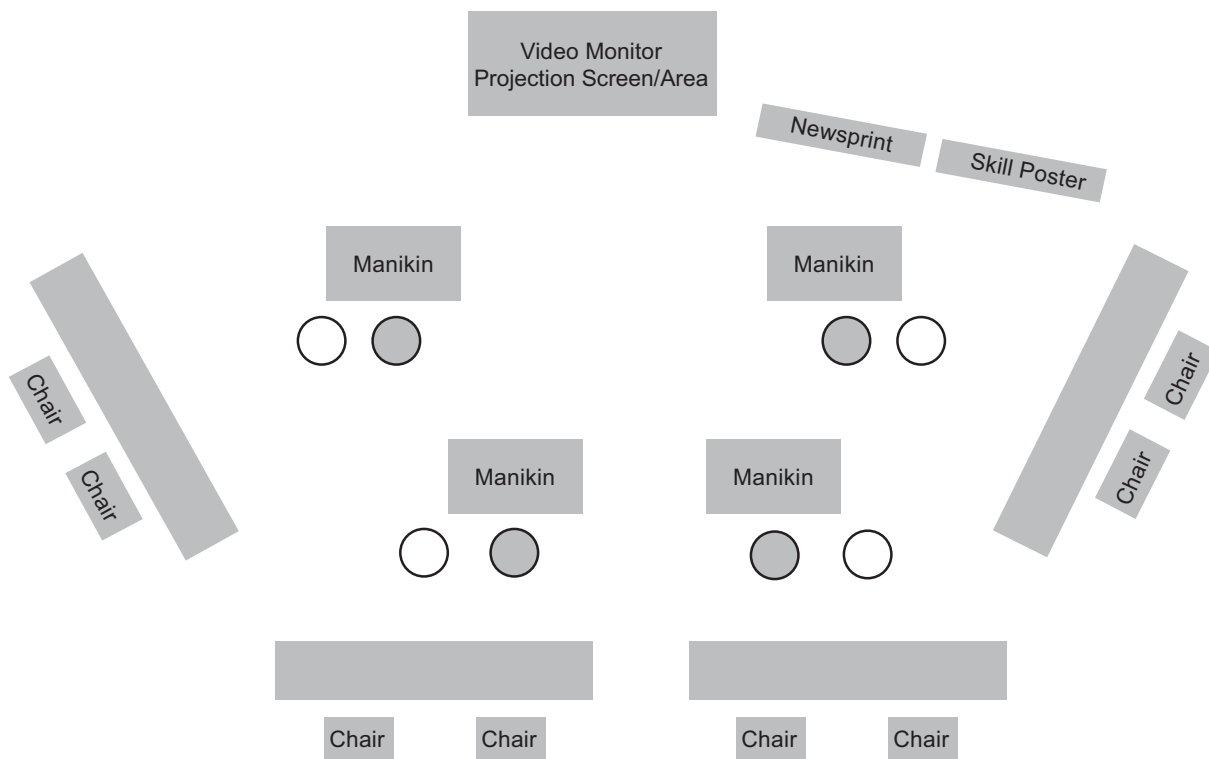 Video Monitor
Projection Screen/Area
Newsprint
Skill Poster
Manikin
Manikin
Chair
Chair
Chair
Chair
Manikin
Manikin
Chair
Chair
Chair
Chair